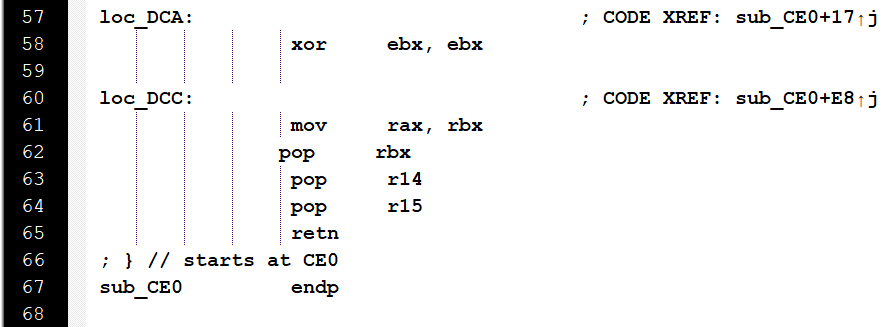 57 loc_DCA: ; CODE XREF: sub_CE0+17↑j
58 xor ebx, ebx
59
60 loc_DCC: ; CODE XREF: sub_CE0+E8↑j
61 mov rax, rbx
62 pop rbx
63 pop r14
64 pop r15
65 retn
66 ; } // starts at CE0
67 sub_CE0 endp
68